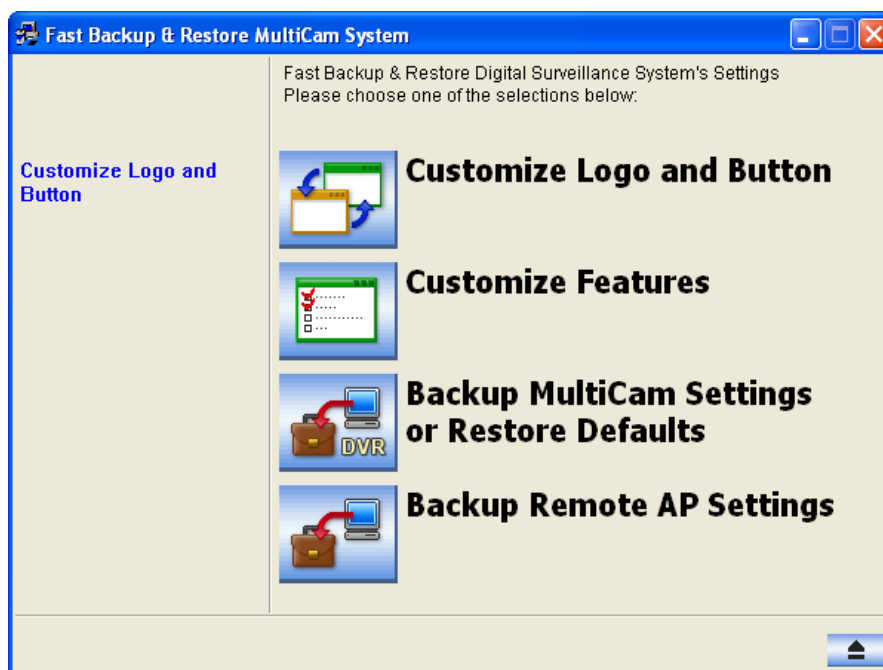 Fast Backup & Restore MultiCam System
Fast Backup & Restore Digital Surveillance System's Settings
Please choose one of the selections below:
Customize Logo and
Button
Customize Logo and Button
Customize Features
Backup MultiCam Settings
or Restore Defaults
DVR
Backup Remote AP Settings